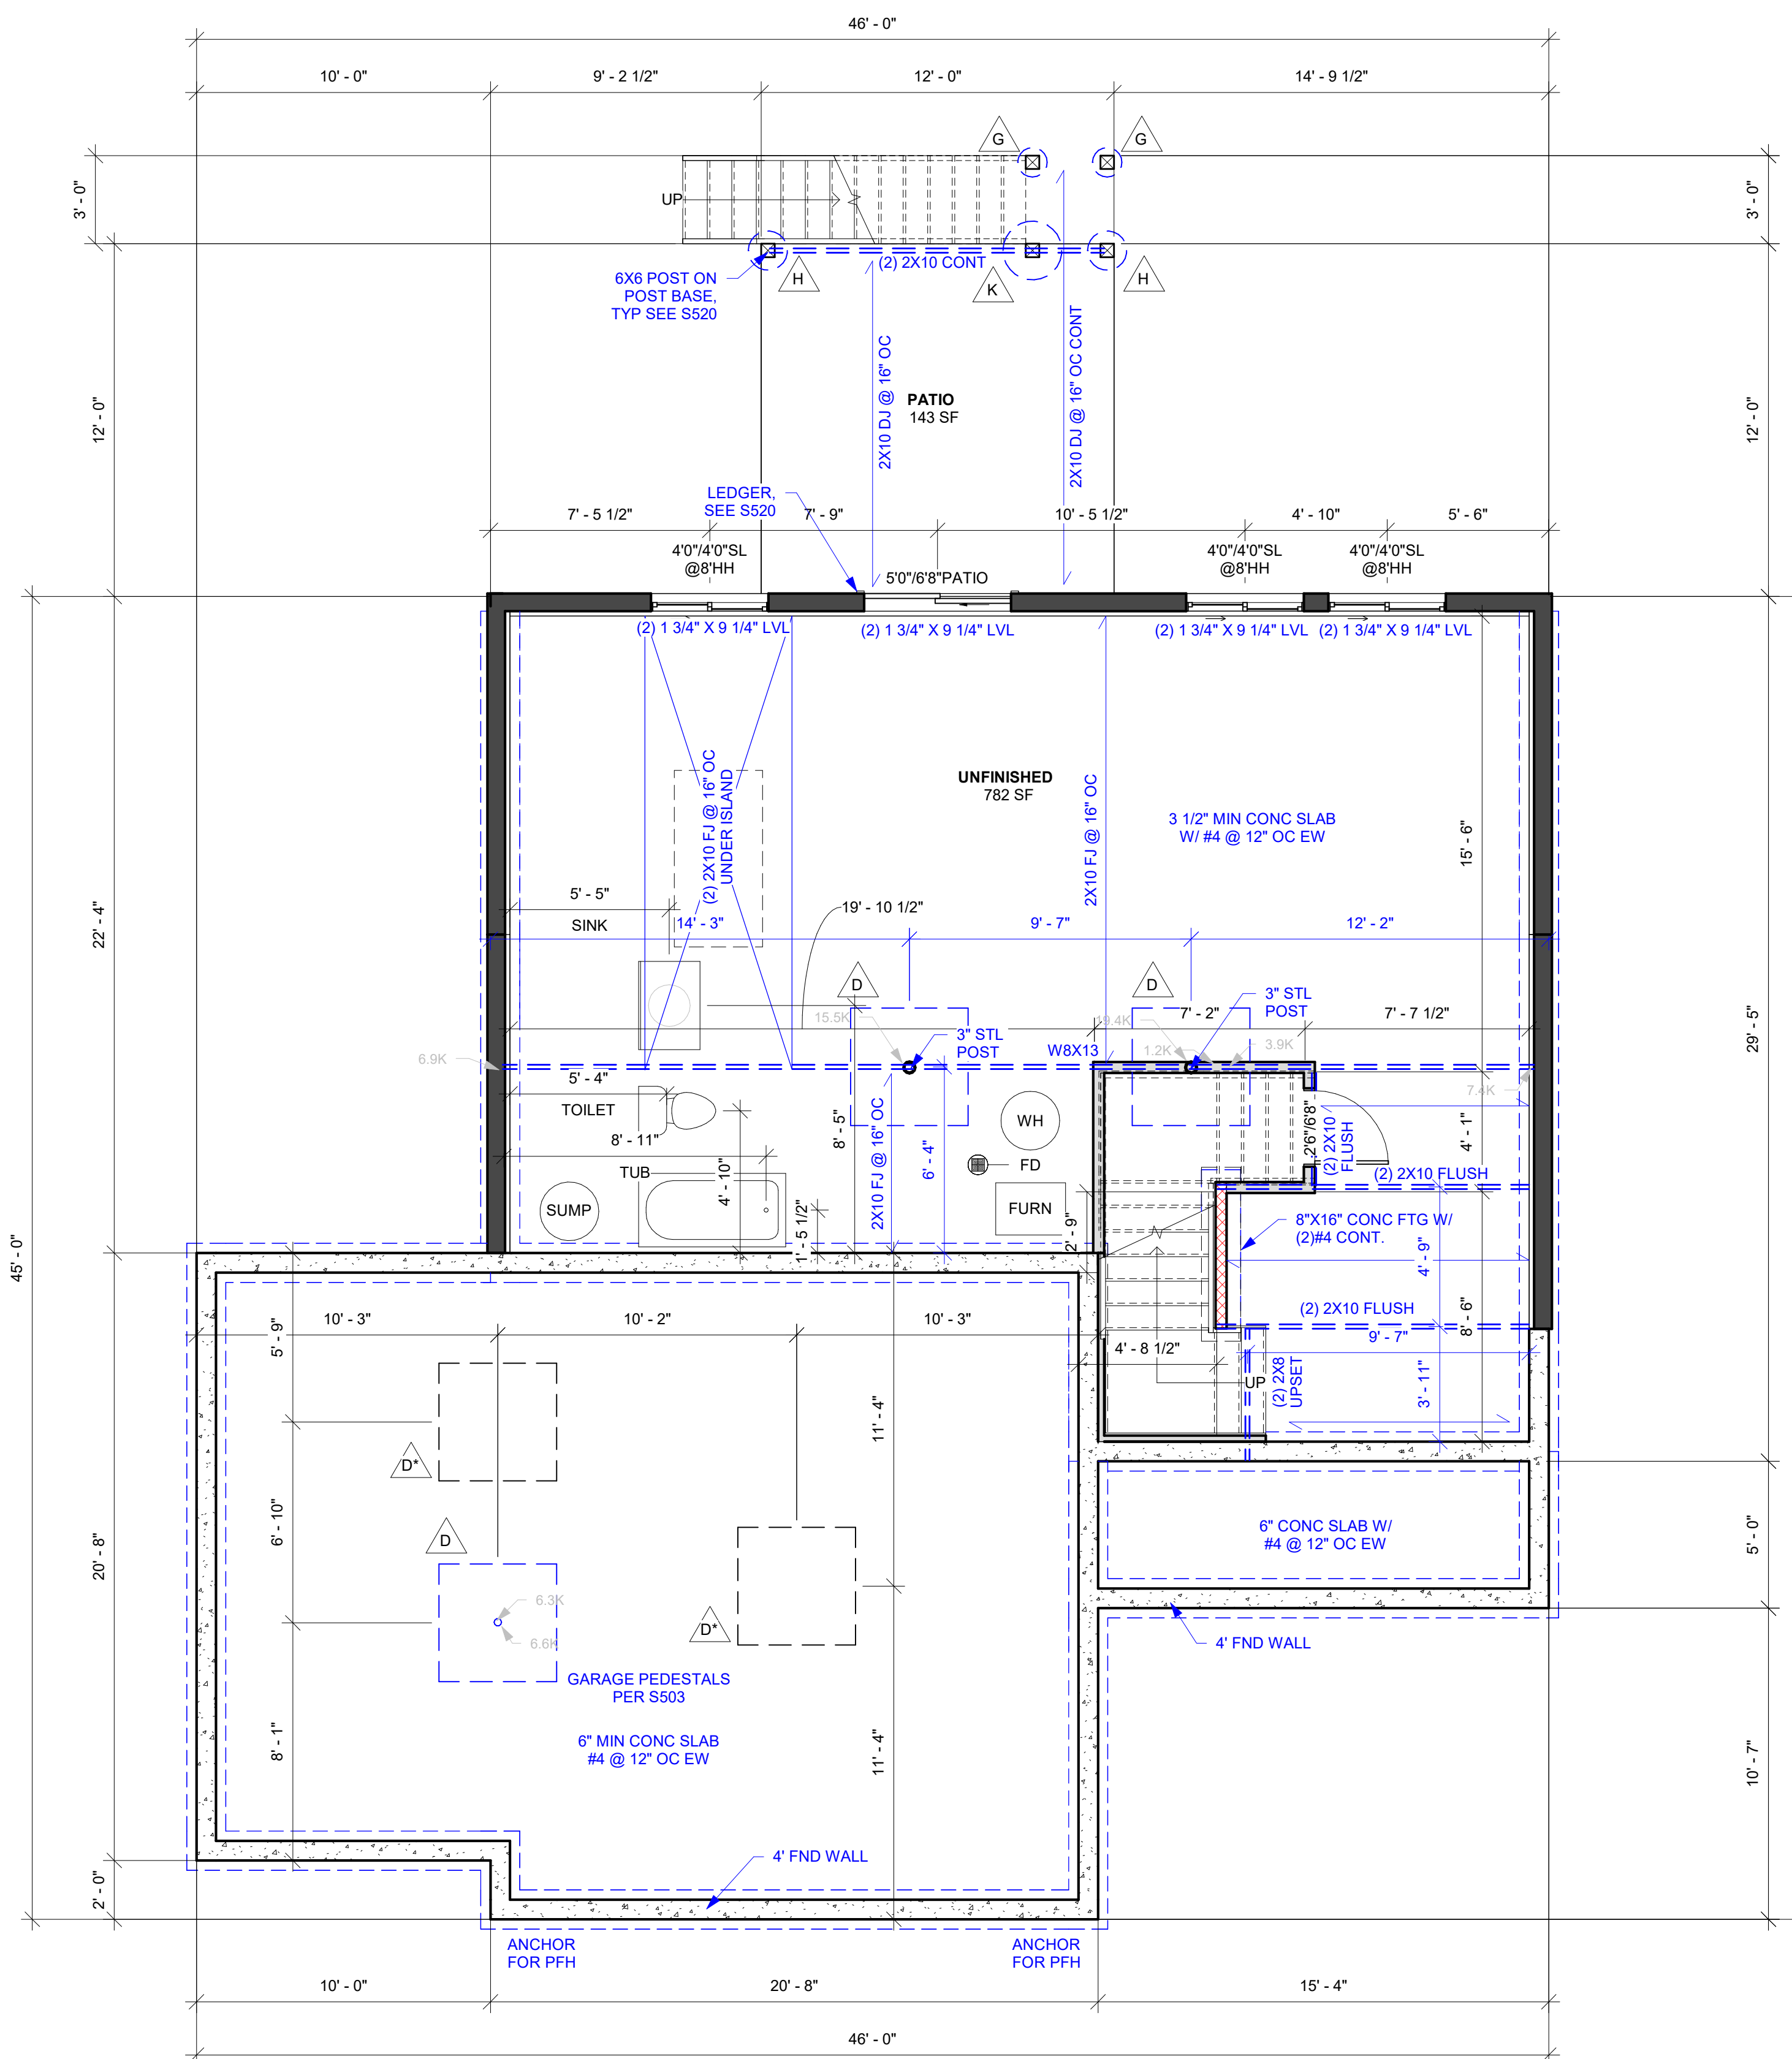 46' - 0"
10' - 0"
9' - 2 1/2"
12' - 0"
14' - 9 1/2"
G
G
3' - 0"
3' - 0"
UP
(2) 2X10 CONT
H
K
H
6X6 POST ON
POST BASE,
TYP SEE S520
12' - 0"
12' - 0"
2X10 DJ @ 16" OC
2X10 DJ @ 16" OC CONT
PATIO
143 SF
LEDGER,
SEE S520
7' - 5 1/2"
7' - 9"
10' - 5 1/2"
4' - 10"
5' - 6"
4'0"/4'0"SL
@8'HH
5'0"/6'8"PATIO
4'0"/4'0"SL
@8'HH
4'0"/4'0"SL
@8'HH
(2) 1 3/4" X 9 1/4" LVL
(2) 1 3/4" X 9 1/4" LVL
(2) 1 3/4" X 9 1/4" LVL
(2) 1 3/4" X 9 1/4" LVL
UNFINISHED
782 SF
(2) 2X10 FJ @ 16" OC
UNDER ISLAND
2X10 FJ @ 16" OC
3 1/2" MIN CONC SLAB
W/ #4 @ 12" OC EW
15' - 6"
22' - 4"
29' - 5"
45' - 0"
5' - 5"
SINK
14' - 3"
19' - 10 1/2"
9' - 7"
12' - 2"
D
D
15.5K
19.4K
3" STL
POST
3" STL
POST
7' - 2"
7' - 7 1/2"
6.9K
W8X13
1.2K
3.9K
7.4K
5' - 4"
TOILET
8' - 11"
TUB
4' - 10"
8' - 5"
2X10 FJ @ 16" OC
6' - 4"
WH
FD
SUMP
FURN
1' - 5 1/2"
2' - 9"
2'6"/6'8"
(2) 2X10
FLUSH
4' - 1"
(2) 2X10 FLUSH
8"X16" CONC FTG W/
(2)#4 CONT.
4' - 9"
(2) 2X10 FLUSH
8' - 6"
9' - 7"
4' - 8 1/2"
UP
(2) 2X8
UPSET
3' - 11"
10' - 3"
10' - 2"
10' - 3"
5' - 9"
11' - 4"
D*
6' - 10"
D
6.3K
6.6K
D*
GARAGE PEDESTALS
PER S503
6" MIN CONC SLAB
#4 @ 12" OC EW
8' - 1"
11' - 4"
20' - 8"
6" CONC SLAB W/
#4 @ 12" OC EW
5' - 0"
4' FND WALL
10' - 7"
4' FND WALL
2' - 0"
ANCHOR
FOR PFH
ANCHOR
FOR PFH
10' - 0"
20' - 8"
15' - 4"
46' - 0"